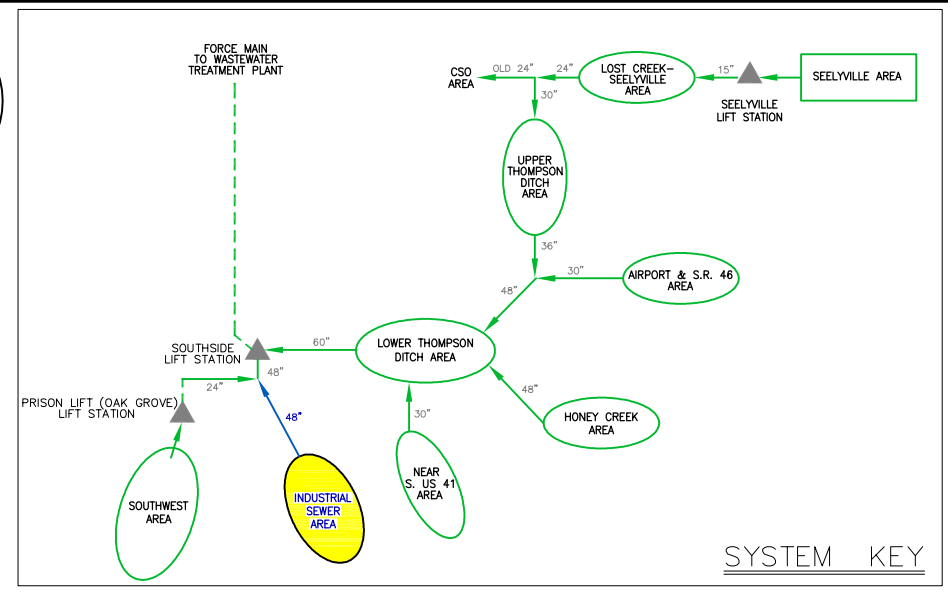 FORCE MAIN
TO WASTEWATER
TREATMENT PLANT
CSO
AREA
OLD 24"
24"
LOST CREEK-
SEELYVILLE
AREA
15"
SEELYVILLE AREA
SEELYVILLE
LIFT STATION
30"
UPPER
THOMPSON
DITCH
AREA
36"
30"
AIRPORT & S.R. 46
AREA
48"
SOUTHSIDE
LIFT STATION
60"
LOWER THOMPSON
DITCH AREA
48"
24"
PRISON LIFT (OAK GROVE)
LIFT STATION
48"
30"
48"
HONEY CREEK
AREA
SOUTHWEST
AREA
INDUSTRIAL
SEWER
AREA
NEAR
S. US 41
AREA
SYSTEM KEY